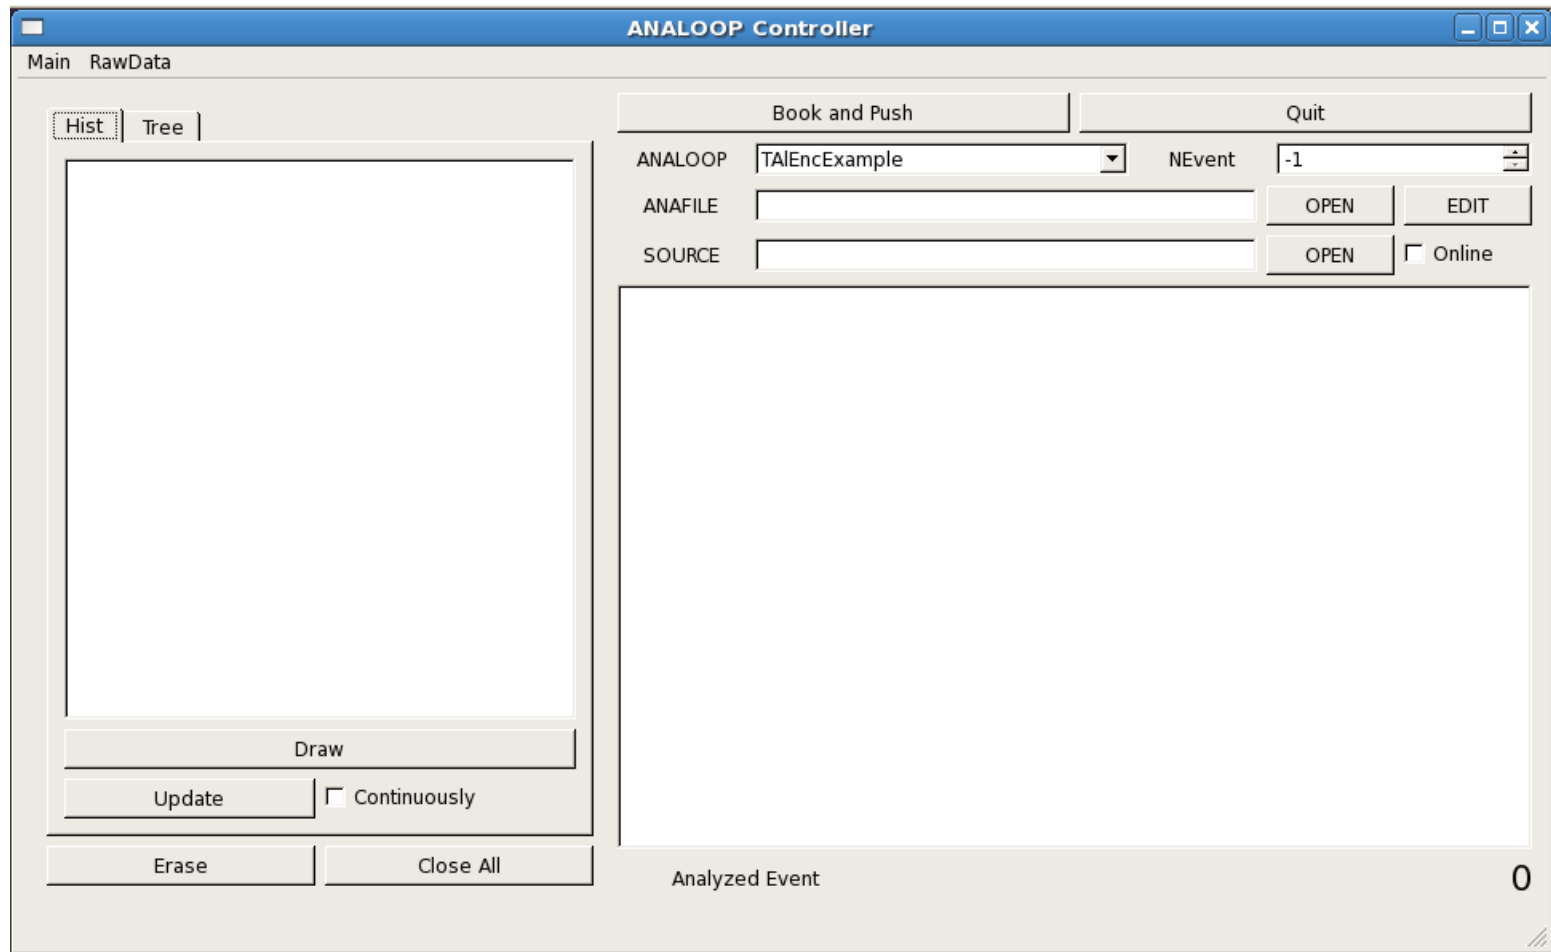 ANALOOP Controller
Main RawData
Hist Tree
Draw
Update Continuously
Erase Close All
Book and Push Quit
ANALOOP TAlEncExample NEvent -1
ANAFILE OPEN EDIT
SOURCE OPEN Online
Analyzed Event 0